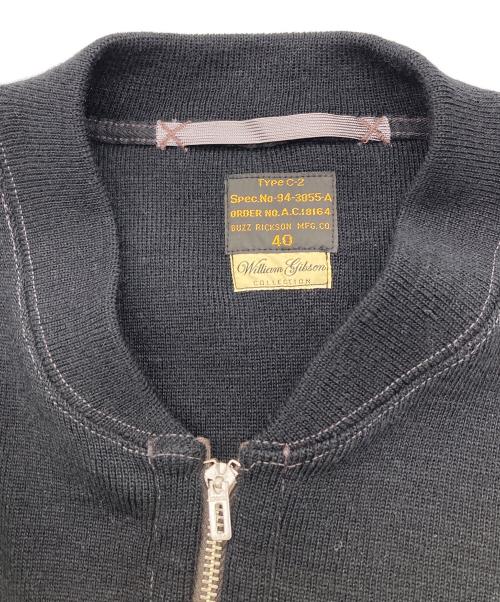 TYPE C-2
SPEC.NO-94-3055-A
ORDER NO.A.C.18164
BUZZ RICKSON MFG.CO.
40
William Gibson
COLLECTION